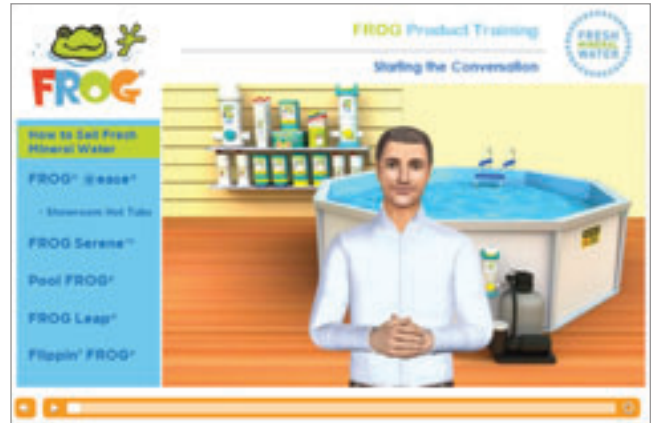 FROG Product Training
Starting the Conversation
FRESH
MINERAL
WATER
FROG®
How to Sell Fresh
Mineral Water
FROG® @ease®
- Showroom Hot Tubs
FROG Serene™
Pool FROG®
FROG Leap®
Flippin' FROG®